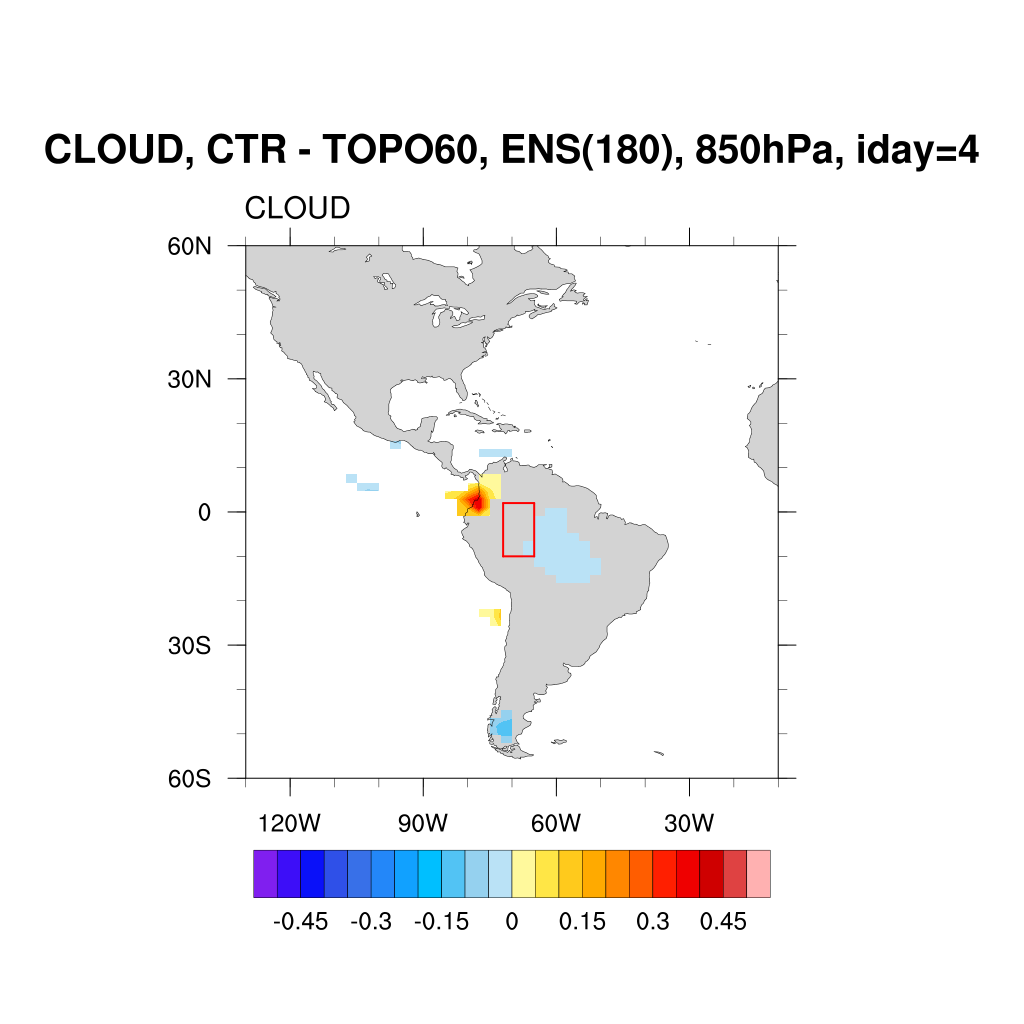 CLOUD, CTR - TOPO60, ENS(180), 850hPa, iday=4
CLOUD
60N
30N
0
30S
60S
120W 90W 60W 30W
-0.45 -0.3 -0.15 0 0.15 0.3 0.45